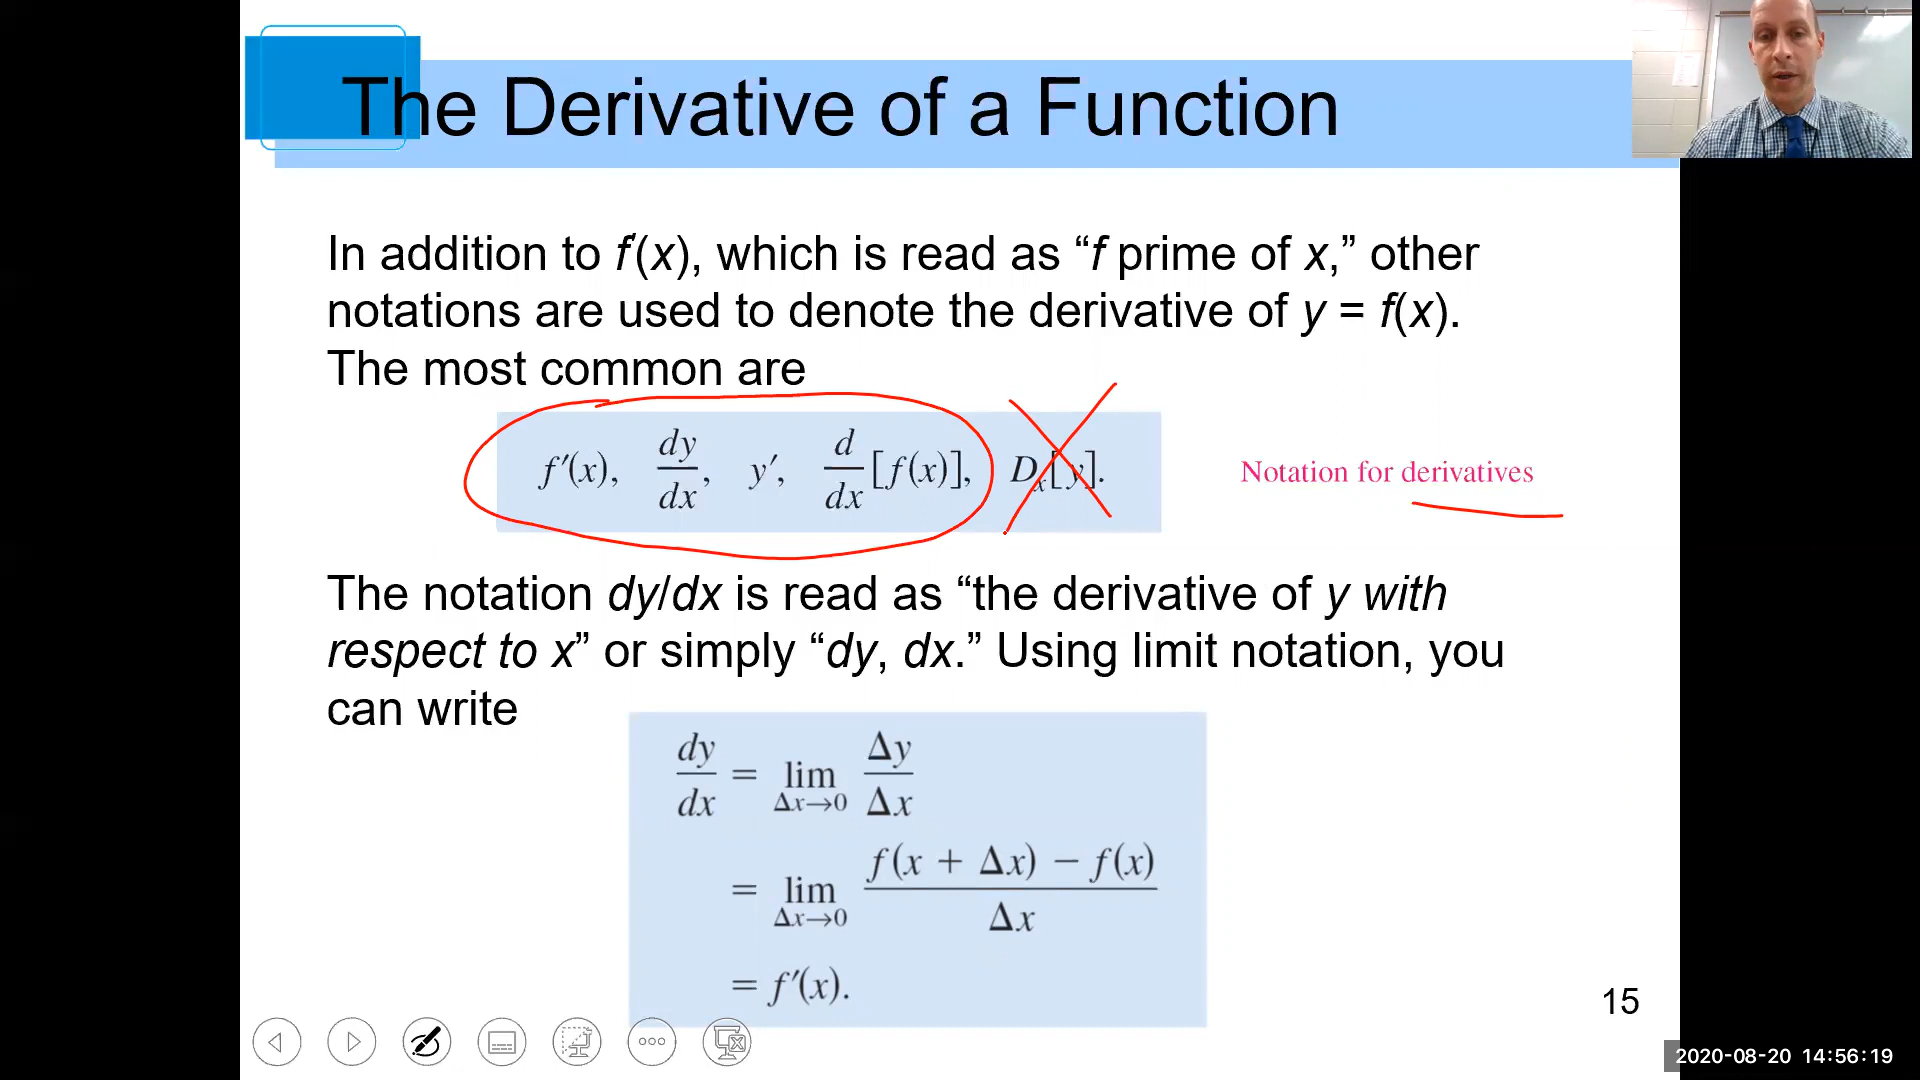 The Derivative of a Function
In addition to f′(x), which is read as “f prime of x,” other
notations are used to denote the derivative of y = f(x).
The most common are
f′(x), dy/dx, y′, d/dx [f(x)], Dₓ[y].
Notation for derivatives
The notation dy/dx is read as “the derivative of y with
respect to x” or simply “dy, dx.” Using limit notation, you
can write
dy/dx = lim Δx→0 Δy/Δx
= lim Δx→0 f(x + Δx) − f(x) / Δx
= f′(x).
15
2020-08-20 14:56:19